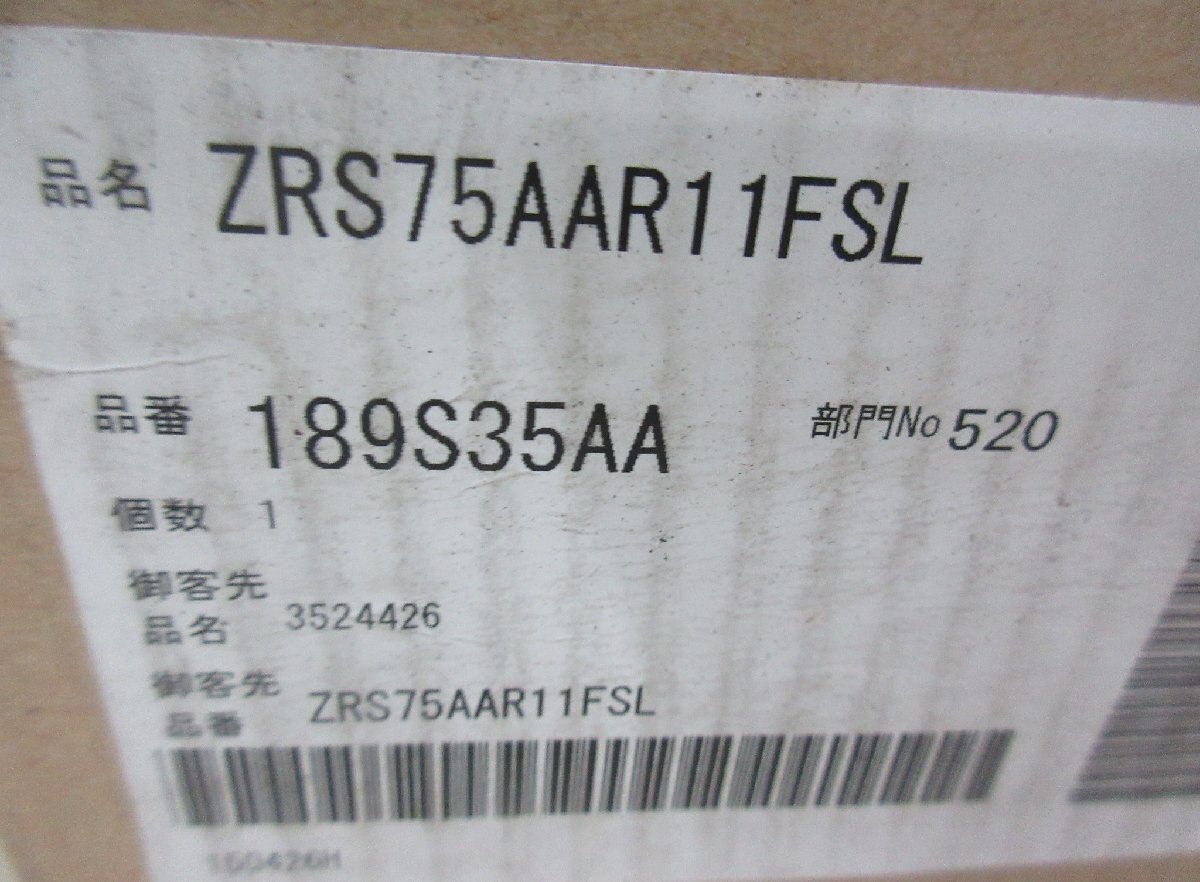 品名 ZRS75AAR11FSL
品番 189S35AA 部門No 520
個数 1
御客先
品名 3524426
御客先
品番 ZRS75AAR11FSL
160426H